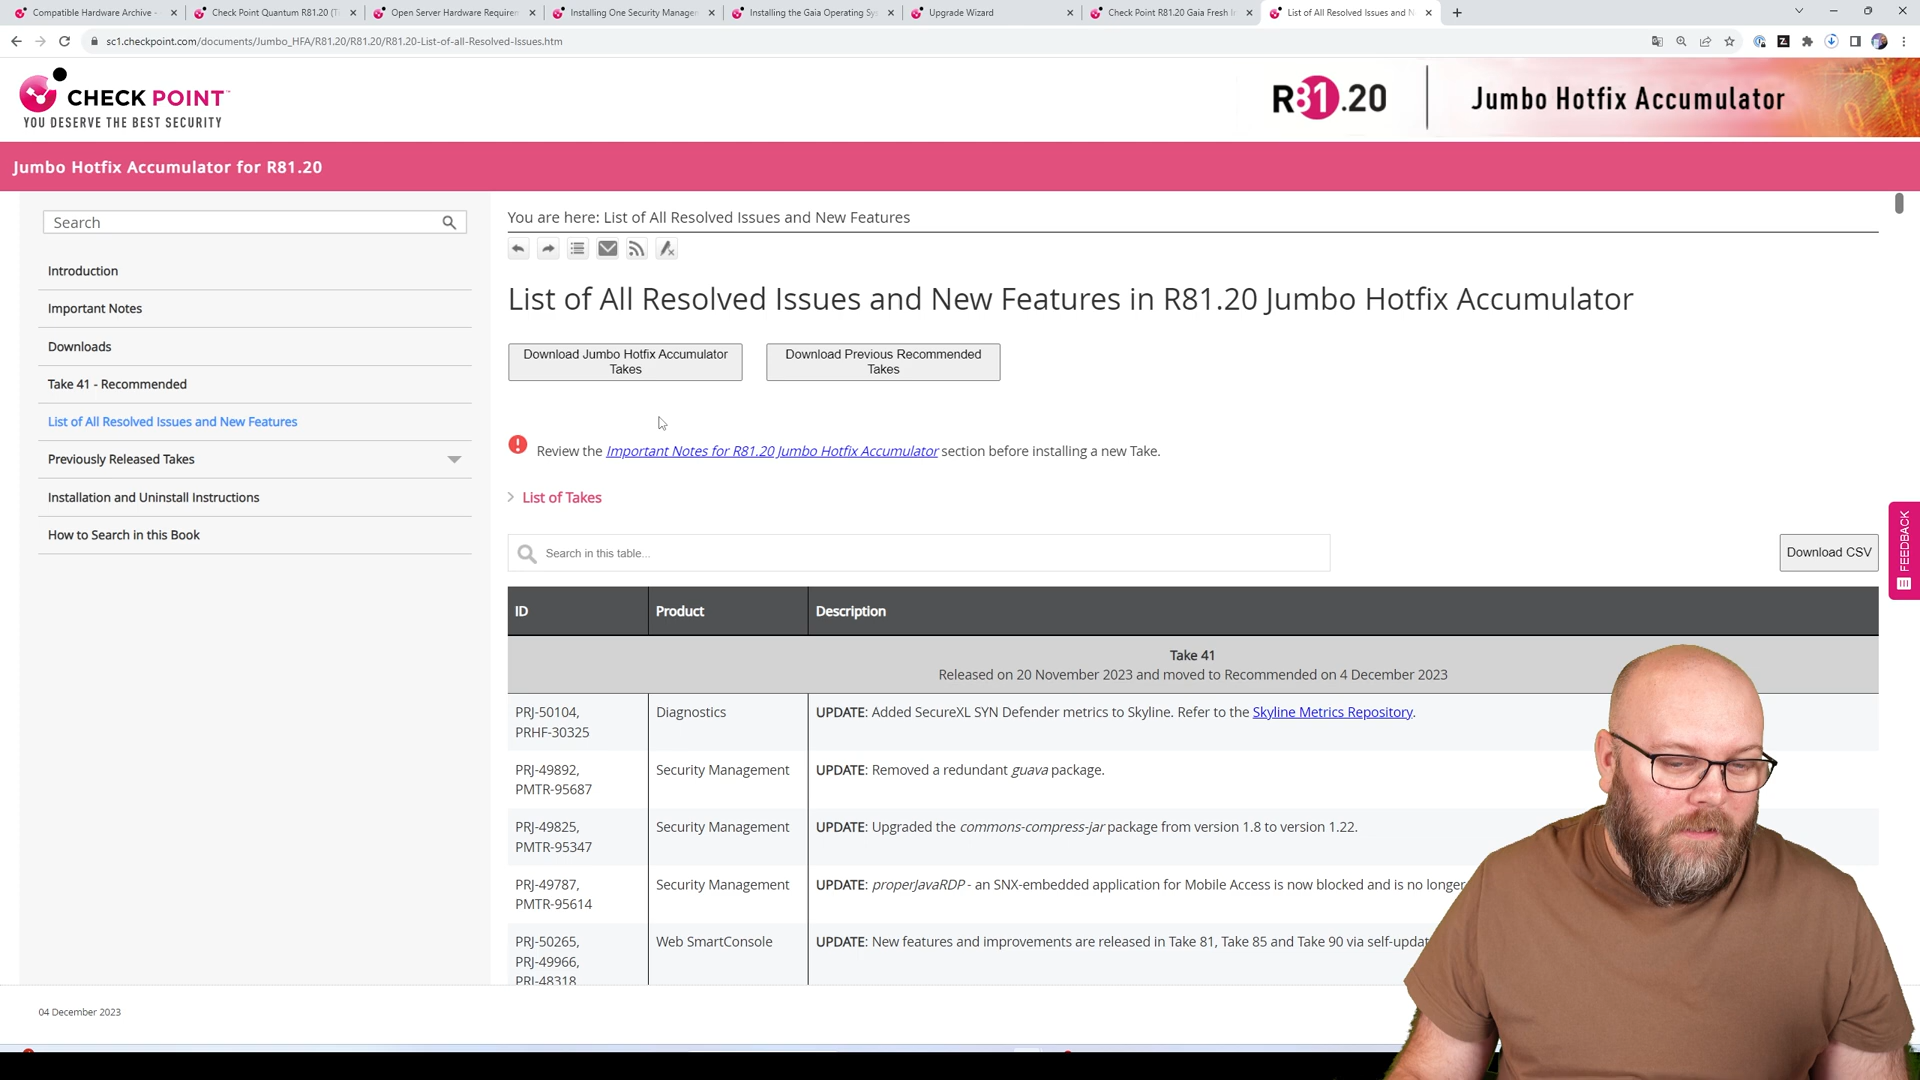 Compatible Hardware Archive -
Check Point Quantum R81.20 (Ti
Open Server Hardware Requirem
Installing One Security Manage
Installing the Gaia Operating Sy
Upgrade Wizard
Check Point R81.20 Gaia Fresh In
List of All Resolved Issues and N
sc1.checkpoint.com/documents/Jumbo_HFA/R81.20/R81.20/R81.20-List-of-all-Resolved-Issues.htm
CHECK POINT
YOU DESERVE THE BEST SECURITY
R81.20
Jumbo Hotfix Accumulator
Jumbo Hotfix Accumulator for R81.20
Search
Introduction
Important Notes
Downloads
Take 41 - Recommended
List of All Resolved Issues and New Features
Previously Released Takes
Installation and Uninstall Instructions
How to Search in this Book
You are here: List of All Resolved Issues and New Features
List of All Resolved Issues and New Features in R81.20 Jumbo Hotfix Accumulator
Download Jumbo Hotfix Accumulator
Takes
Download Previous Recommended
Takes
Review the Important Notes for R81.20 Jumbo Hotfix Accumulator section before installing a new Take.
List of Takes
Search in this table...
Download CSV
FEEDBACK
ID Product Description
Take 41
Released on 20 November 2023 and moved to Recommended on 4 December 2023
PRJ-50104,
PRHF-30325
Diagnostics
UPDATE: Added SecureXL SYN Defender metrics to Skyline. Refer to the Skyline Metrics Repository.
PRJ-49892,
PMTR-95687
Security Management
UPDATE: Removed a redundant guava package.
PRJ-49825,
PMTR-95347
Security Management
UPDATE: Upgraded the commons-compress-jar package from version 1.8 to version 1.22.
PRJ-49787,
PMTR-95614
Security Management
UPDATE: properJavaRDP - an SNX-embedded application for Mobile Access is now blocked and is no longer
PRJ-50265,
PRJ-49966,
PRJ-48318
Web SmartConsole
UPDATE: New features and improvements are released in Take 81, Take 85 and Take 90 via self-updat
04 December 2023